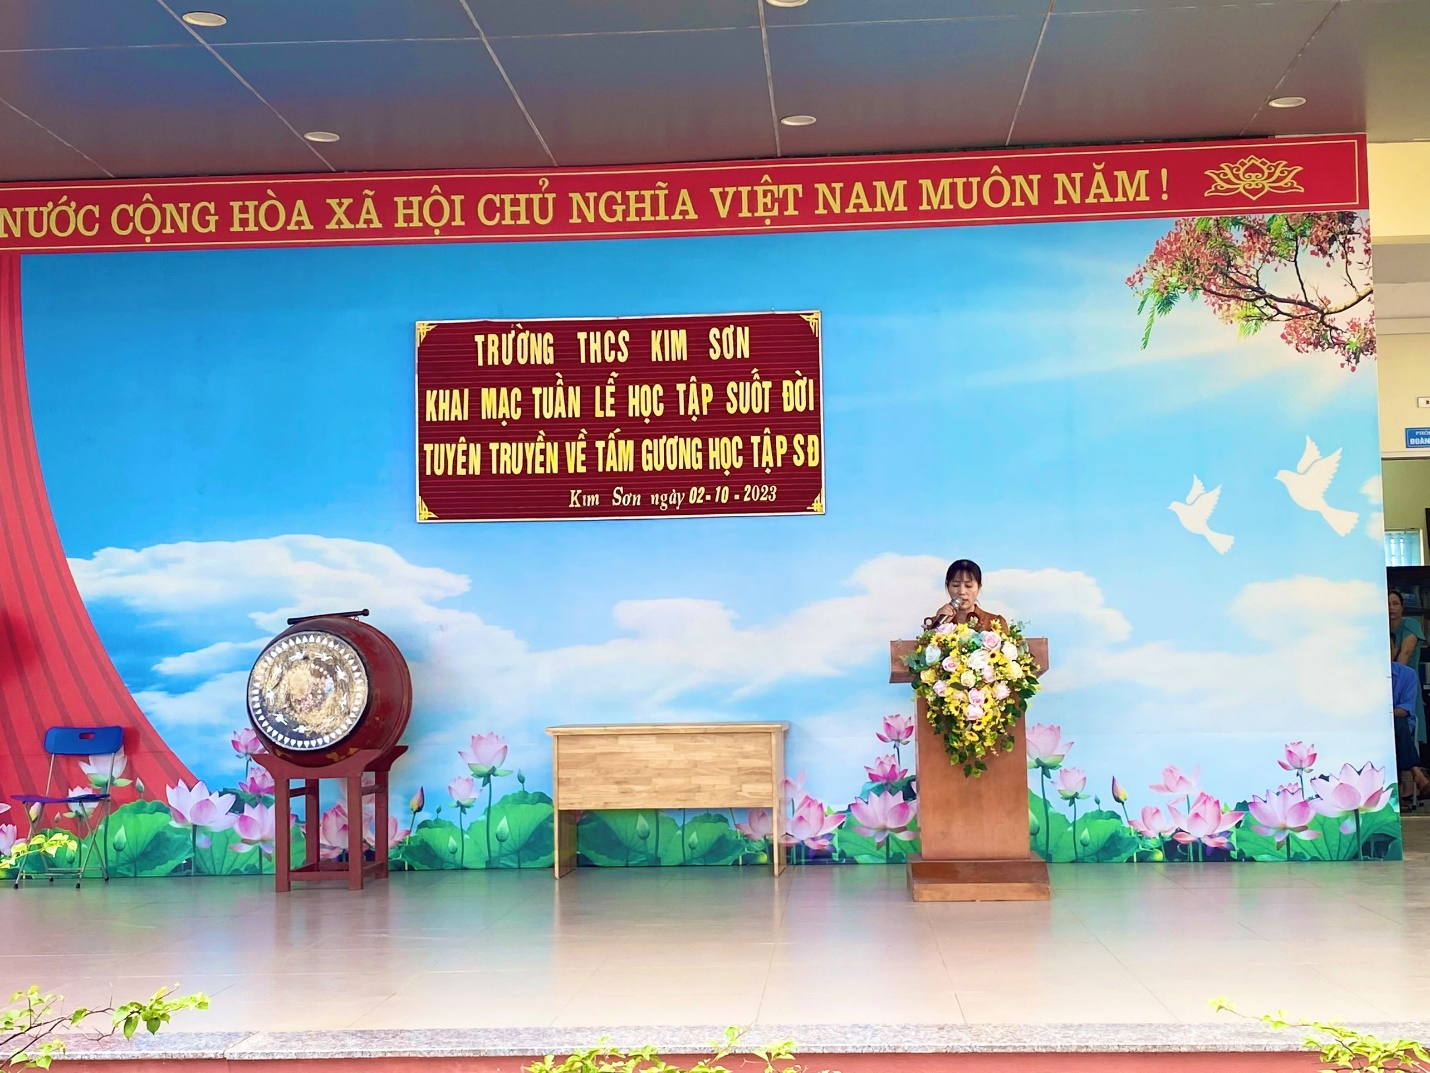 NƯỚC CỘNG HÒA XÃ HỘI CHỦ NGHĨA VIỆT NAM MUÔN NĂM !
TRƯỜNG THCS KIM SƠN
KHAI MẠC TUẦN LỄ HỌC TẬP SUỐT ĐỜI
TUYÊN TRUYỀN VỀ TẤM GƯƠNG HỌC TẬP SĐ
Kim Sơn ngày 02-10-2023